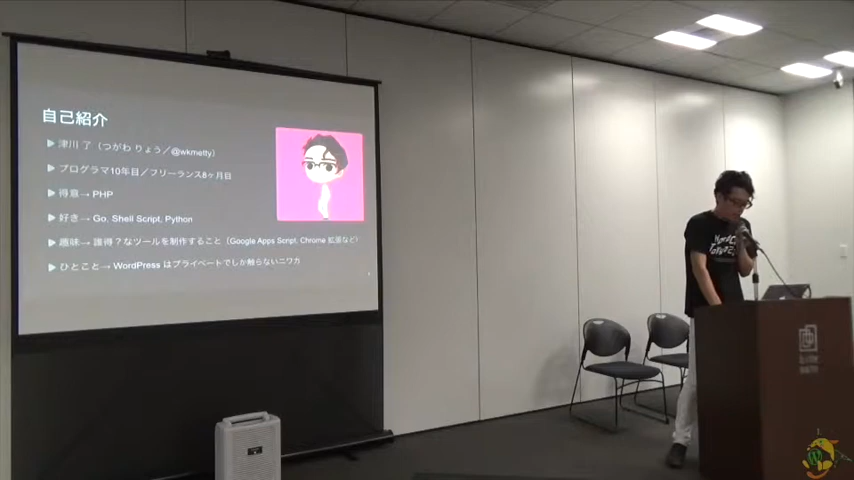 自己紹介
津川 了（つがわ りょう／@wkmetty）
プログラマ10年目／フリーランス8ヶ月目
得意→ PHP
好き→ Go, Shell Script, Python
趣味→ 誰得？なツールを制作すること（Google Apps Script, Chrome 拡張など）
ひとこと→ WordPress はプライベートでしか触らないニワカ